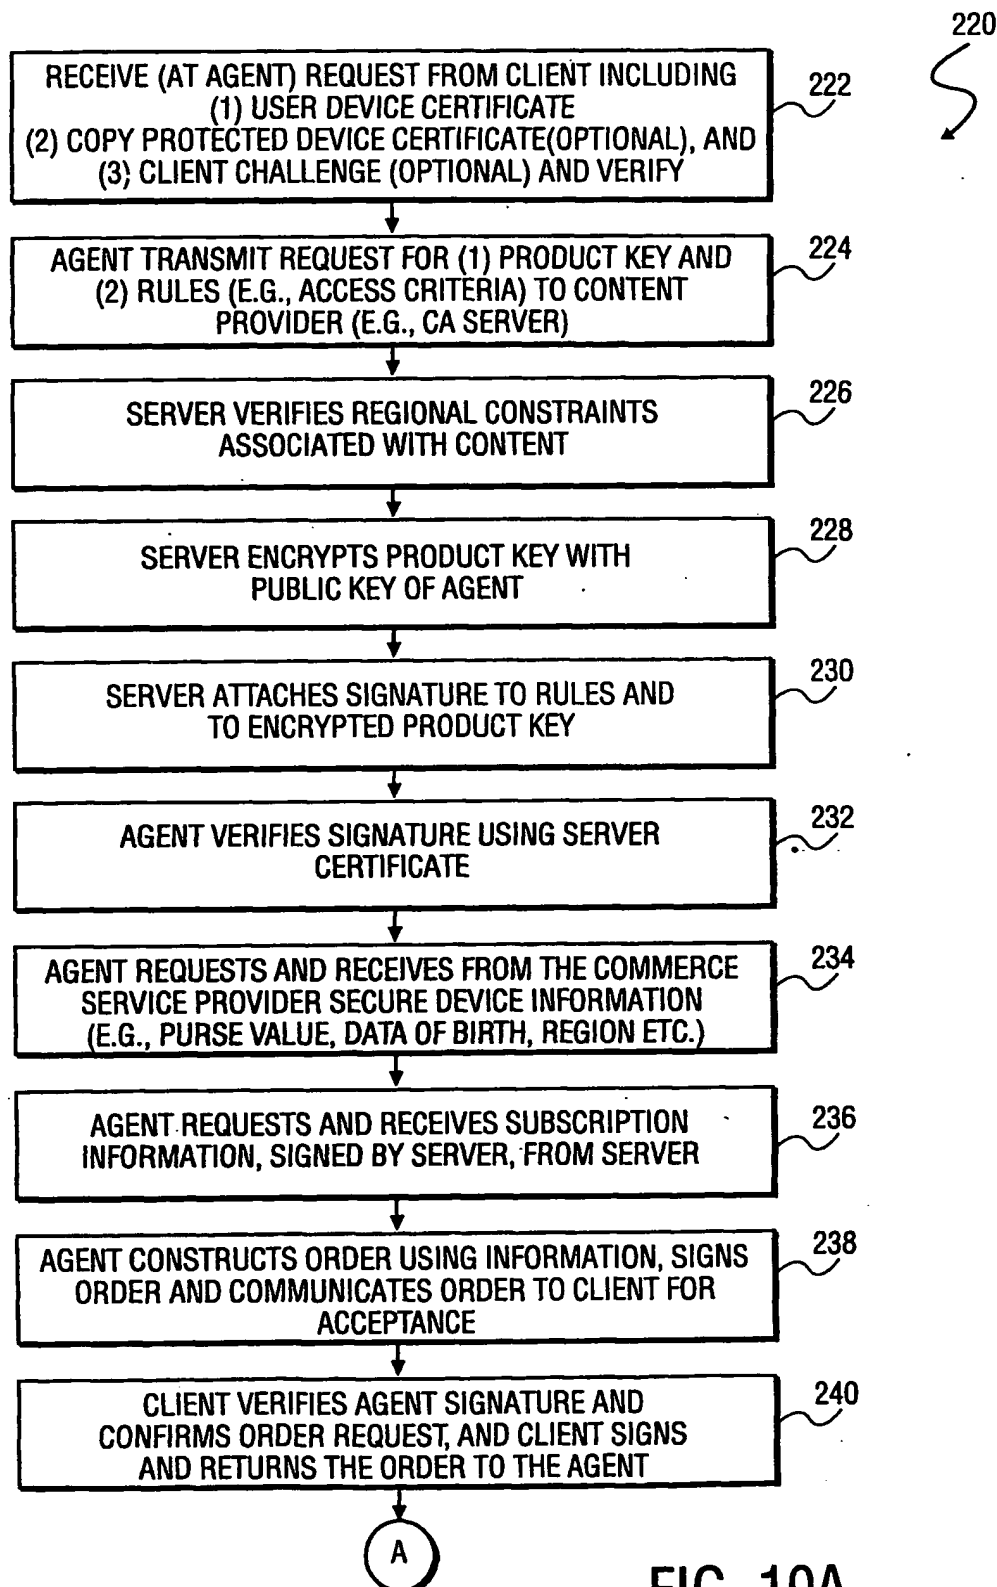 220
RECEIVE (AT AGENT) REQUEST FROM CLIENT INCLUDING
(1) USER DEVICE CERTIFICATE
(2) COPY PROTECTED DEVICE CERTIFICATE(OPTIONAL), AND
(3) CLIENT CHALLENGE (OPTIONAL) AND VERIFY
222
AGENT TRANSMIT REQUEST FOR (1) PRODUCT KEY AND
(2) RULES (E.G., ACCESS CRITERIA) TO CONTENT
PROVIDER (E.G., CA SERVER)
224
SERVER VERIFIES REGIONAL CONSTRAINTS
ASSOCIATED WITH CONTENT
226
SERVER ENCRYPTS PRODUCT KEY WITH
PUBLIC KEY OF AGENT
228
SERVER ATTACHES SIGNATURE TO RULES AND
TO ENCRYPTED PRODUCT KEY
230
AGENT VERIFIES SIGNATURE USING SERVER
CERTIFICATE
232
AGENT REQUESTS AND RECEIVES FROM THE COMMERCE
SERVICE PROVIDER SECURE DEVICE INFORMATION
(E.G., PURSE VALUE, DATA OF BIRTH, REGION ETC.)
234
AGENT REQUESTS AND RECEIVES SUBSCRIPTION
INFORMATION, SIGNED BY SERVER, FROM SERVER
236
AGENT CONSTRUCTS ORDER USING INFORMATION, SIGNS
ORDER AND COMMUNICATES ORDER TO CLIENT FOR
ACCEPTANCE
238
CLIENT VERIFIES AGENT SIGNATURE AND
CONFIRMS ORDER REQUEST, AND CLIENT SIGNS
AND RETURNS THE ORDER TO THE AGENT
240
A
FIG. 10A